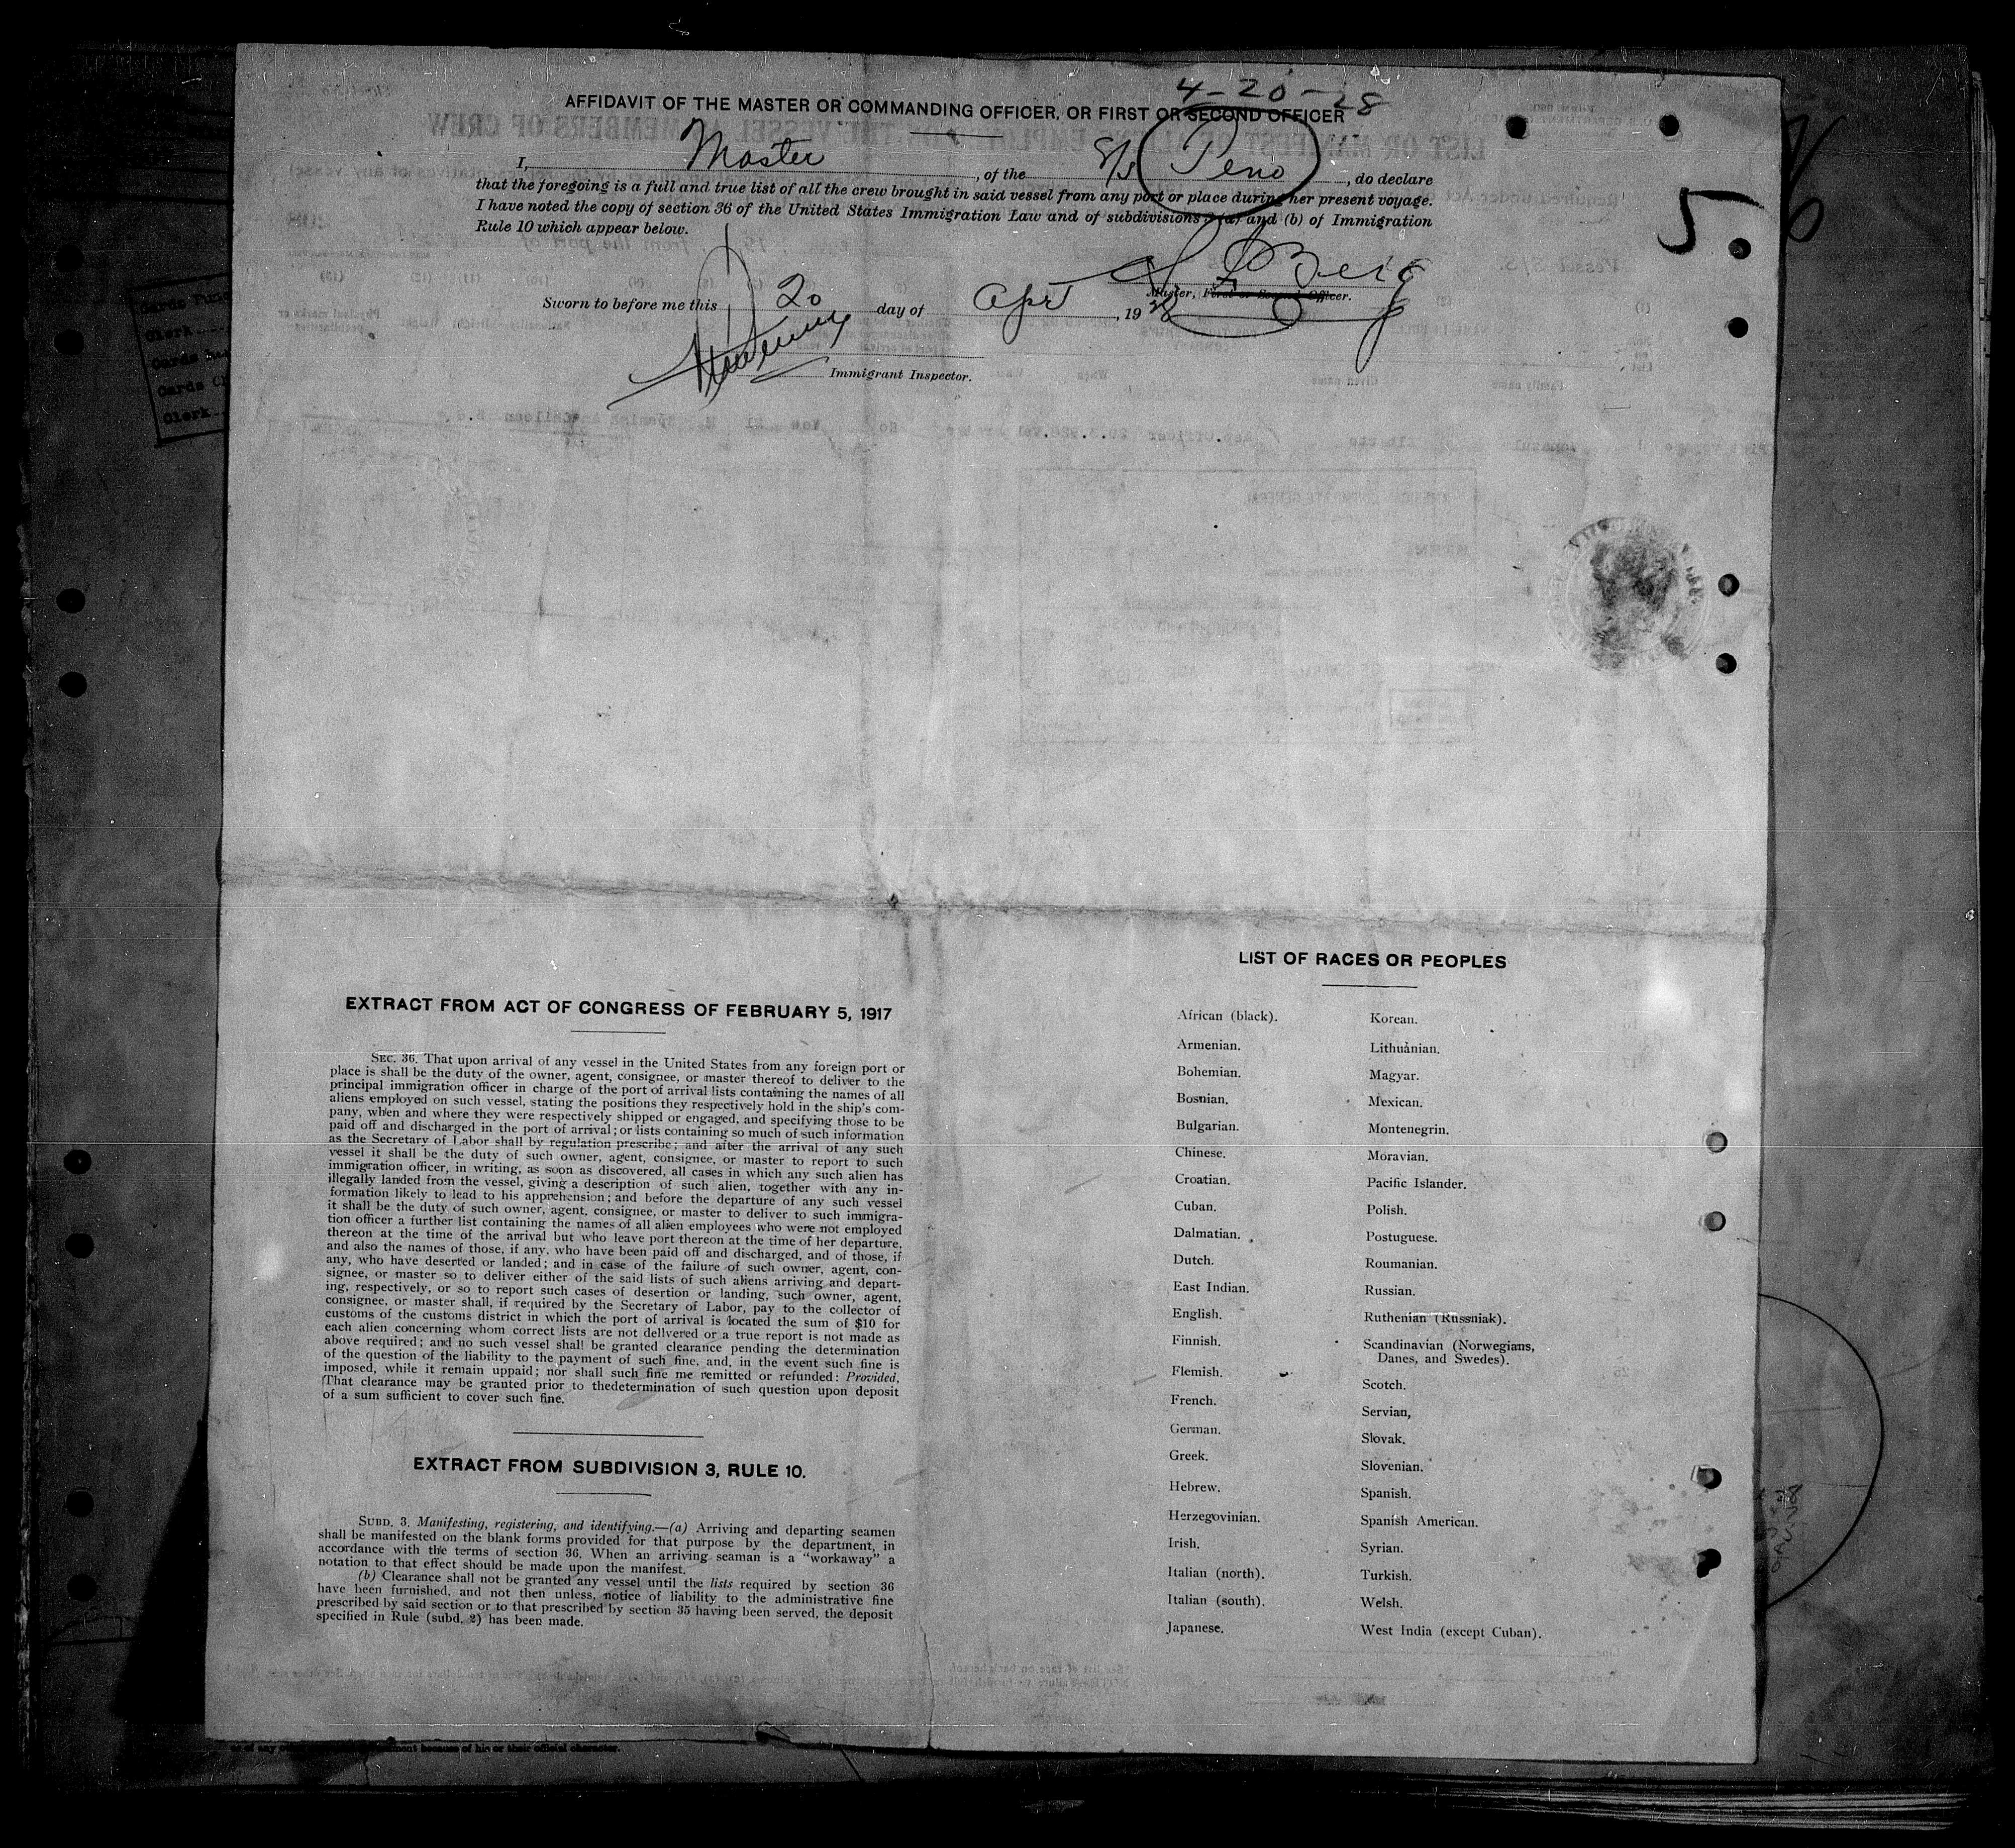 4-20-28
AFFIDAVIT OF THE MASTER OR COMMANDING OFFICER, OR FIRST OR SECOND OFFICER
I, Master, of the S/S Peno, do declare
that the foregoing is a full and true list of all the crew brought in said vessel from any port or place during her present voyage.
I have noted the copy of section 36 of the United States Immigration Law and of subdivisions 3 (a) and (b) of Immigration
Rule 10 which appear below.
5
Master, First or Second Officer.
Sworn to before me this 20 day of Apr, 1928
Immigrant Inspector.
EXTRACT FROM ACT OF CONGRESS OF FEBRUARY 5, 1917
SEC. 36. That upon arrival of any vessel in the United States from any foreign port or
place is shall be the duty of the owner, agent, consignee, or master thereof to deliver to the
principal immigration officer in charge of the port of arrival lists containing the names of all
aliens employed on such vessel, stating the positions they respectively hold in the ship's com-
pany, when and where they were respectively shipped or engaged, and specifying those to be
paid off and discharged in the port of arrival; or lists containing so much of such information
as the Secretary of Labor shall by regulation prescribe; and after the arrival of any such
vessel it shall be the duty of such owner, agent, consignee, or master to report to such
immigration officer, in writing, as soon as discovered, all cases in which any such alien has
illegally landed from the vessel, giving a description of such alien, together with any in-
formation likely to lead to his apprehension; and before the departure of any such vessel
it shall be the duty of such owner, agent, consignee, or master to deliver to such immigra-
tion officer a further list containing the names of all alien employees who were not employed
thereon at the time of the arrival but who leave port thereon at the time of her departure,
and also the names of those, if any, who have been paid off and discharged, and of those, if
any, who have deserted or landed; and in case of the failure of such owner, agent, con-
signee, or master so to deliver either of the said lists of such aliens arriving and depart-
ing, respectively, or so to report such cases of desertion or landing, such owner, agent,
consignee, or master shall, if required by the Secretary of Labor, pay to the collector of
customs of the customs district in which the port of arrival is located the sum of $10 for
each alien concerning whom correct lists are not delivered or a true report is not made as
above required; and no such vessel shall be granted clearance pending the determination
of the question of the liability to the payment of such fine, and, in the event such fine is
imposed, while it remain uppaid; nor shall such fine me remitted or refunded: Provided,
That clearance may be granted prior to thedetermination of such question upon deposit
of a sum sufficient to cover such fine.
EXTRACT FROM SUBDIVISION 3, RULE 10.
SUBD. 3. Manifesting, registering, and identifying.—(a) Arriving and departing seamen
shall be manifested on the blank forms provided for that purpose by the department, in
accordance with the terms of section 36. When an arriving seaman is a "workaway" a
notation to that effect should be made upon the manifest.
(b) Clearance shall not be granted any vessel until the lists required by section 36
have been furnished, and not then unless, notice of liability to the administrative fine
prescribed by said section or to that prescribed by section 35 having been served, the deposit
specified in Rule (subd. 2) has been made.
LIST OF RACES OR PEOPLES
African (black).
Armenian.
Bohemian.
Bosnian.
Bulgarian.
Chinese.
Croatian.
Cuban.
Dalmatian.
Dutch.
East Indian.
English.
Finnish.
Flemish.
French.
German.
Greek.
Hebrew.
Herzegovinian.
Irish.
Italian (north).
Italian (south).
Japanese.
Korean.
Lithuanian.
Magyar.
Mexican.
Montenegrin.
Moravian.
Pacific Islander.
Polish.
Postuguese.
Roumanian.
Russian.
Ruthenian (Russniak).
Scandinavian (Norwegians,
Danes, and Swedes).
Scotch.
Servian,
Slovak.
Slovenian.
Spanish.
Spanish American.
Syrian.
Turkish.
Welsh.
West India (except Cuban).